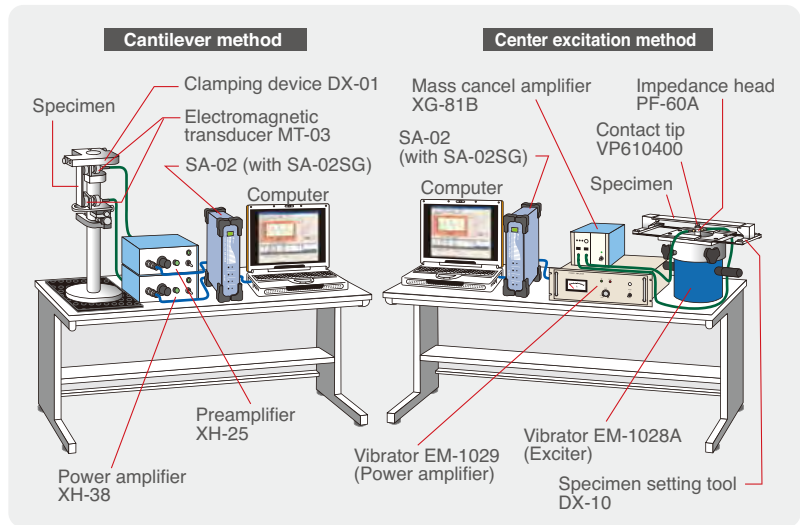 Cantilever method
Clamping device DX-01
Specimen
Electromagnetic
transducer MT-03
SA-02 (with SA-02SG)
Computer
Preamplifier
XH-25
Power amplifier
XH-38
Center excitation method
Mass cancel amplifier
XG-81B
Impedance head
PF-60A
Contact tip
VP610400
SA-02
(with SA-02SG)
Specimen
Computer
Vibrator EM-1029
(Power amplifier)
Vibrator EM-1028A
(Exciter)
Specimen setting tool
DX-10